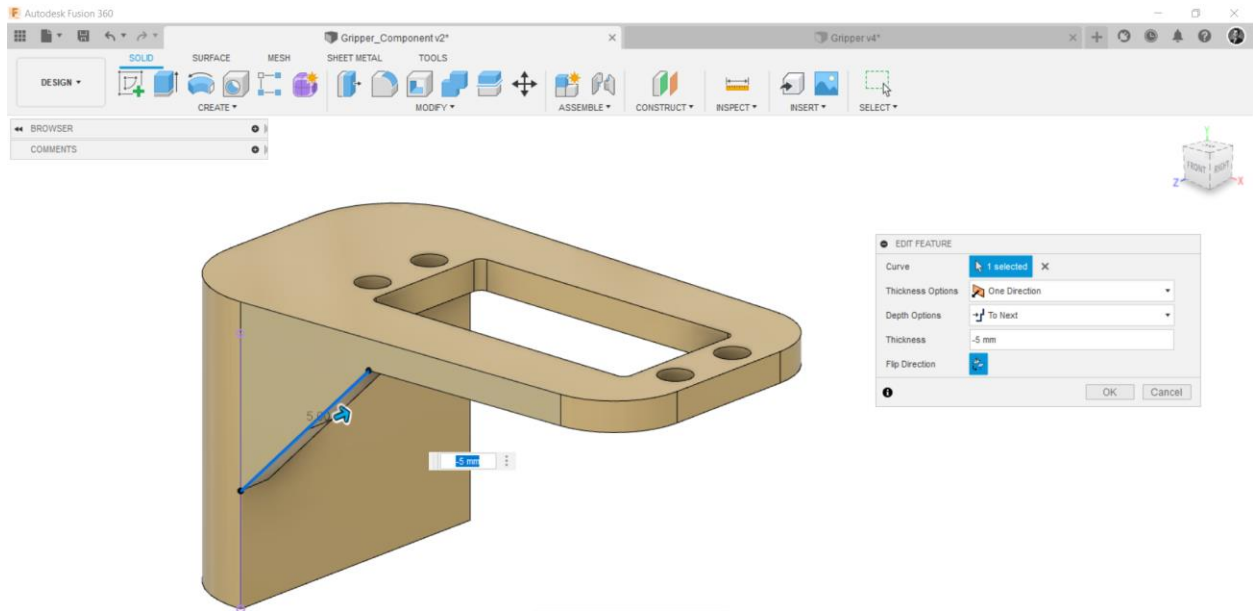 Autodesk Fusion 360
Gripper_Component v2*
Gripper v4*
DESIGN
SOLID SURFACE MESH SHEET METAL TOOLS
CREATE MODIFY ASSEMBLE CONSTRUCT INSPECT INSERT SELECT
BROWSER
COMMENTS
Y
FRONT RIGHT
Z X
EDIT FEATURE
Curve 1 selected
Thickness Options One Direction
Depth Options To Next
Thickness -5 mm
Flip Direction
OK Cancel
-5 mm